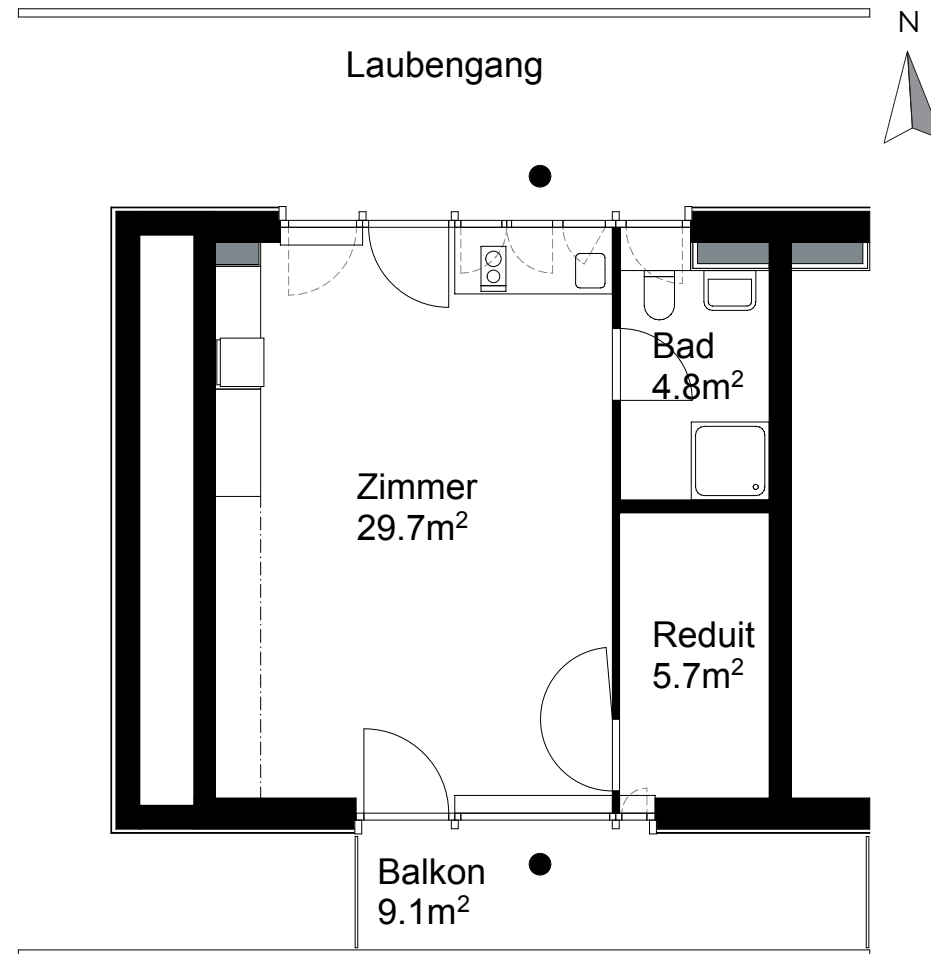 N
Laubengang
Bad
4.8m²
Zimmer
29.7m²
Reduit
5.7m²
Balkon
9.1m²